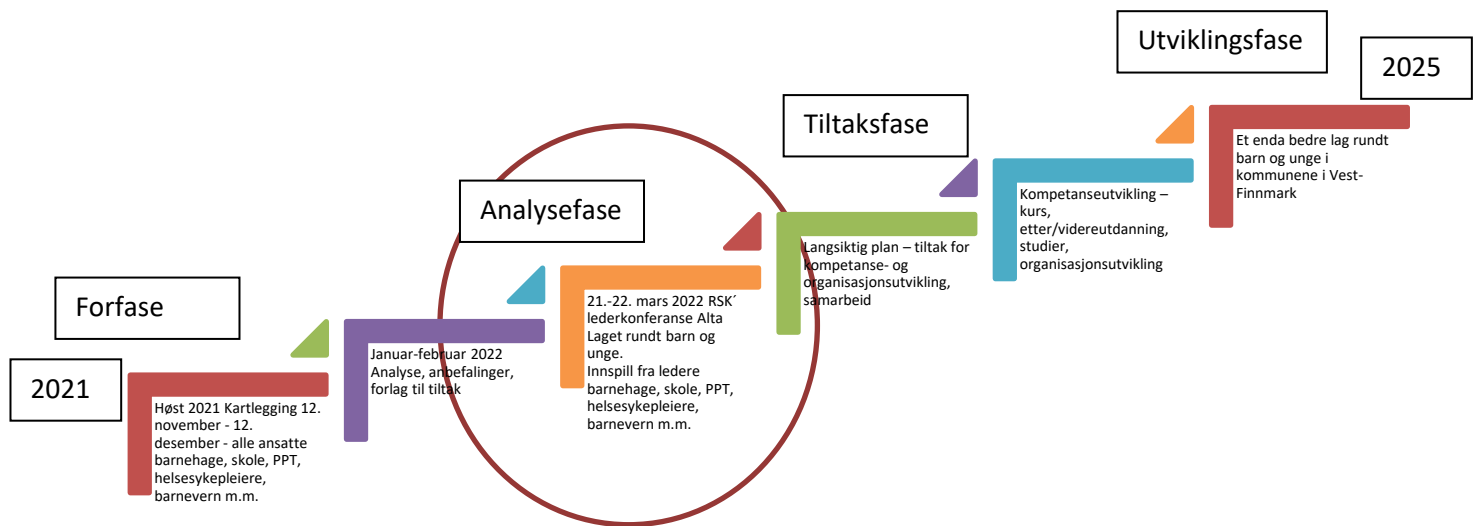 2021
Forfase
Høst 2021 Kartlegging 12.
november - 12.
desember - alle ansatte
barnehage, skole, PPT,
helsesykepleiere,
barnevern m.m.
Januar-februar 2022
Analyse, anbefalinger,
forlag til tiltak
Analysefase
21.-22. mars 2022 RSK´
lederkonferanse Alta
Laget rundt barn og
unge.
Innspill fra ledere
barnehage, skole, PPT,
helsesykepleiere,
barnevern m.m.
Tiltaksfase
Langsiktig plan – tiltak for
kompetanse- og
organisasjonsutvikling,
samarbeid
Kompetanseutvikling –
kurs,
etter/videreutdanning,
studier,
organisasjonsutvikling
Utviklingsfase
2025
Et enda bedre lag rundt
barn og unge i
kommunene i Vest-
Finnmark